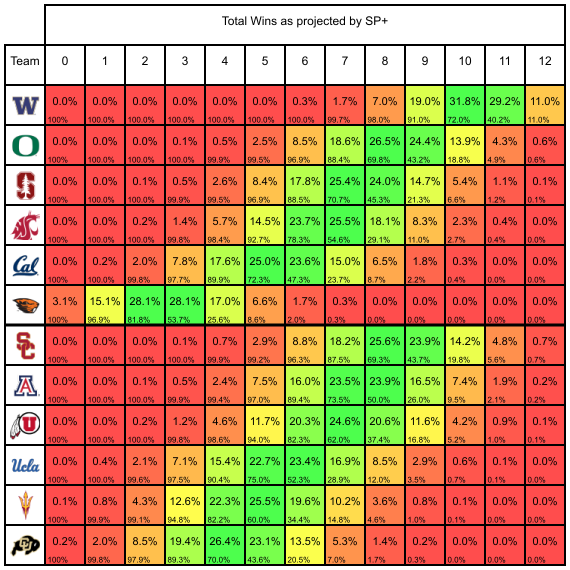 Total Wins as projected by SP+
Team 0 1 2 3 4 5 6 7 8 9 10 11 12
W 0.0% 0.0% 0.0% 0.0% 0.0% 0.0% 0.3% 1.7% 7.0% 19.0% 31.8% 29.2% 11.0%
100% 100.0% 100.0% 100.0% 100.0% 100.0% 100.0% 99.7% 98.0% 91.0% 72.0% 40.2% 11.0%
O 0.0% 0.0% 0.0% 0.1% 0.5% 2.5% 8.5% 18.6% 26.5% 24.4% 13.9% 4.3% 0.6%
100% 100.0% 100.0% 100.0% 99.9% 99.5% 96.9% 88.4% 69.8% 43.2% 18.8% 4.9% 0.6%
S 0.0% 0.0% 0.1% 0.5% 2.6% 8.4% 17.8% 25.4% 24.0% 14.7% 5.4% 1.1% 0.1%
100% 100.0% 100.0% 99.9% 99.5% 96.9% 88.5% 70.7% 45.3% 21.3% 6.6% 1.2% 0.1%
0.0% 0.0% 0.2% 1.4% 5.7% 14.5% 23.7% 25.5% 18.1% 8.3% 2.3% 0.4% 0.0%
100% 100.0% 100.0% 99.8% 98.4% 92.7% 78.3% 54.6% 29.1% 11.0% 2.7% 0.4% 0.0%
Cal 0.0% 0.2% 2.0% 7.8% 17.6% 25.0% 23.6% 15.0% 6.5% 1.8% 0.3% 0.0% 0.0%
100% 100.0% 99.8% 97.7% 89.9% 72.3% 47.3% 23.7% 8.7% 2.2% 0.4% 0.0% 0.0%
3.1% 15.1% 28.1% 28.1% 17.0% 6.6% 1.7% 0.3% 0.0% 0.0% 0.0% 0.0% 0.0%
100% 96.9% 81.8% 53.7% 25.6% 8.6% 2.0% 0.3% 0.0% 0.0% 0.0% 0.0% 0.0%
SC 0.0% 0.0% 0.0% 0.1% 0.7% 2.9% 8.8% 18.2% 25.6% 23.9% 14.2% 4.8% 0.7%
100% 100.0% 100.0% 100.0% 99.9% 99.2% 96.3% 87.5% 69.3% 43.7% 19.8% 5.6% 0.7%
A 0.0% 0.0% 0.1% 0.5% 2.4% 7.5% 16.0% 23.5% 23.9% 16.5% 7.4% 1.9% 0.2%
100% 100.0% 100.0% 99.9% 99.4% 97.0% 89.4% 73.5% 50.0% 26.0% 9.5% 2.1% 0.2%
U 0.0% 0.0% 0.2% 1.2% 4.6% 11.7% 20.3% 24.6% 20.6% 11.6% 4.2% 0.9% 0.1%
100% 100.0% 100.0% 99.8% 98.6% 94.0% 82.3% 62.0% 37.4% 16.8% 5.2% 1.0% 0.1%
Ucla 0.0% 0.4% 2.1% 7.1% 15.4% 22.7% 23.4% 16.9% 8.5% 2.9% 0.6% 0.1% 0.0%
100% 100.0% 99.6% 97.5% 90.4% 75.0% 52.3% 28.9% 12.0% 3.5% 0.7% 0.1% 0.0%
0.1% 0.8% 4.3% 12.6% 22.3% 25.5% 19.6% 10.2% 3.6% 0.8% 0.1% 0.0% 0.0%
100% 99.9% 99.1% 94.8% 82.2% 60.0% 34.4% 14.8% 4.6% 1.0% 0.1% 0.0% 0.0%
CU 0.2% 2.0% 8.5% 19.4% 26.4% 23.1% 13.5% 5.3% 1.4% 0.2% 0.0% 0.0% 0.0%
100% 99.8% 97.9% 89.3% 70.0% 43.6% 20.5% 7.0% 1.7% 0.3% 0.0% 0.0% 0.0%